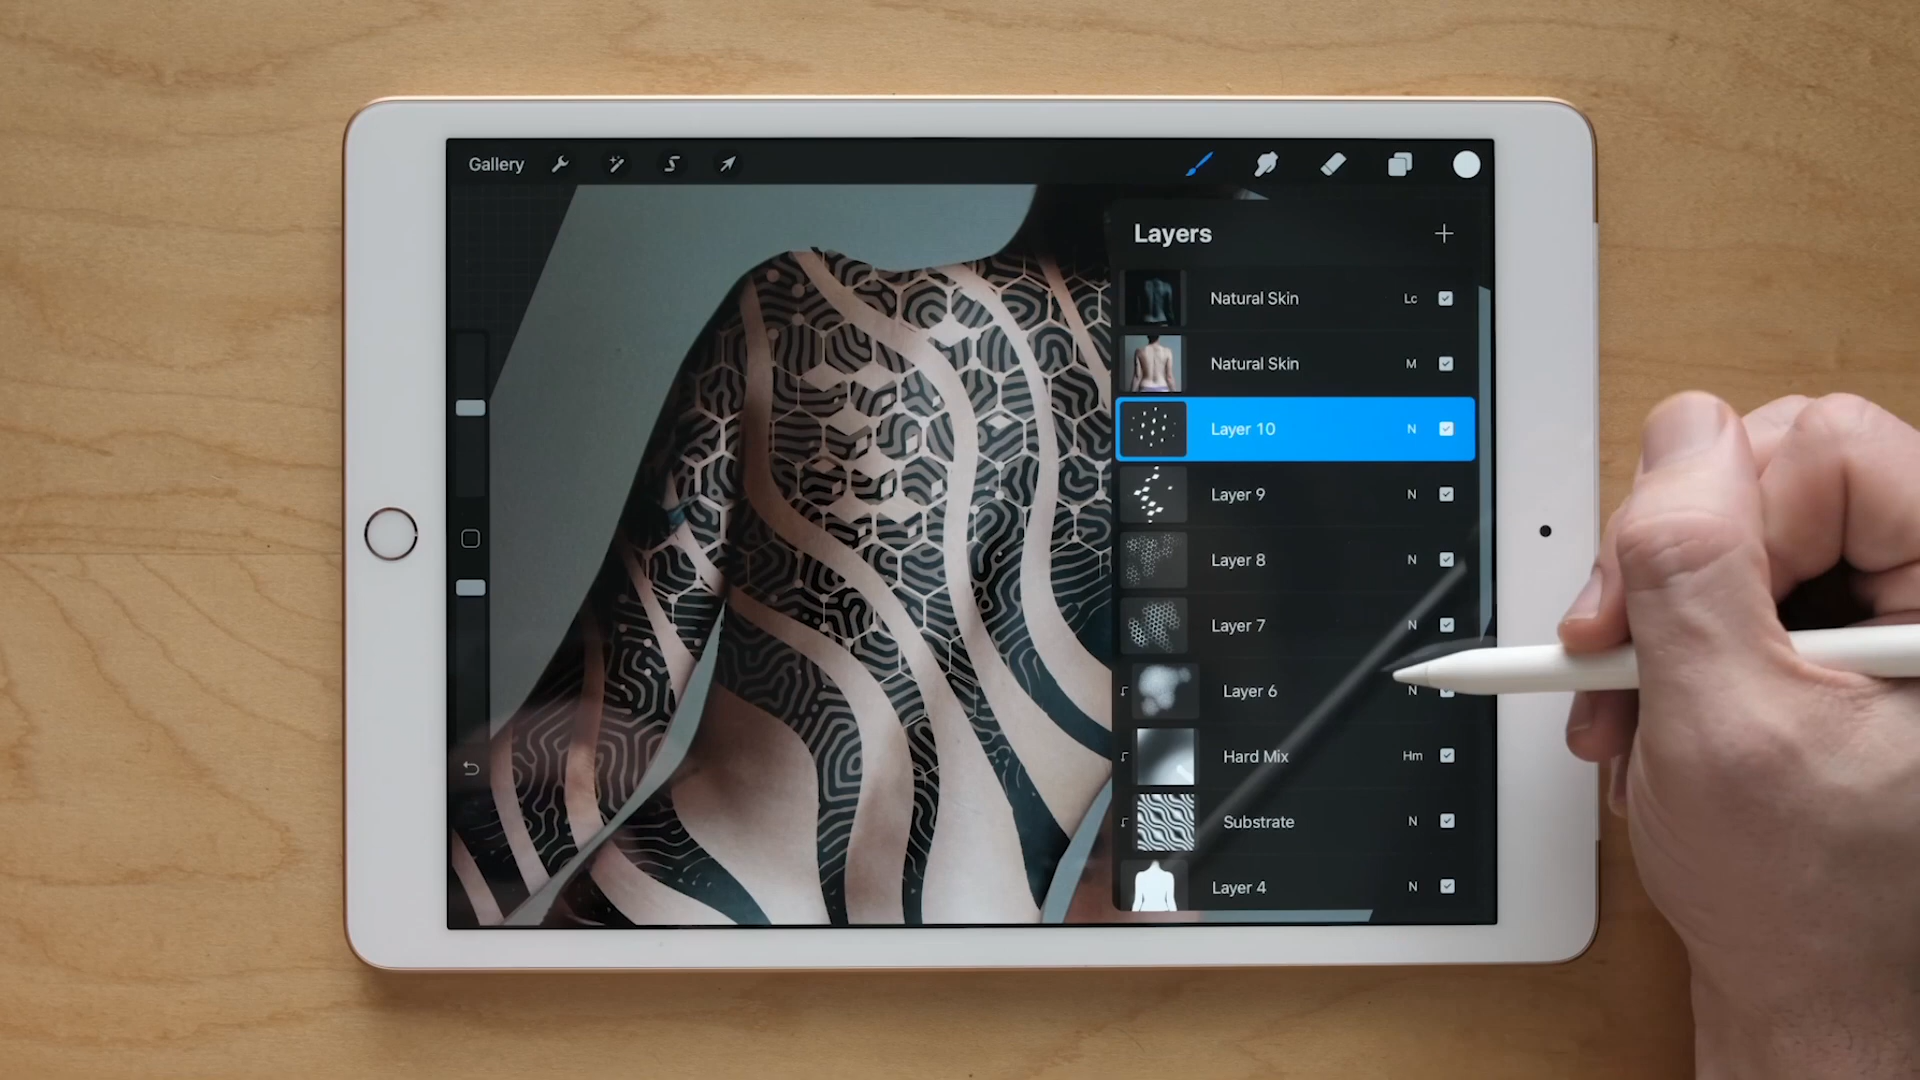 Gallery
Layers
Natural Skin Lc
Natural Skin M
Layer 10 N
Layer 9 N
Layer 8 N
Layer 7 N
Layer 6 N
Hard Mix Hm
Substrate N
Layer 4 N